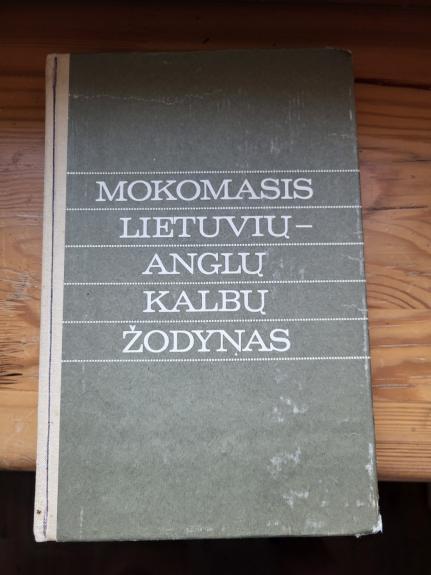 MOKOMASIS
LIETUVIŲ–
ANGLŲ
KALBŲ
ŽODYNAS